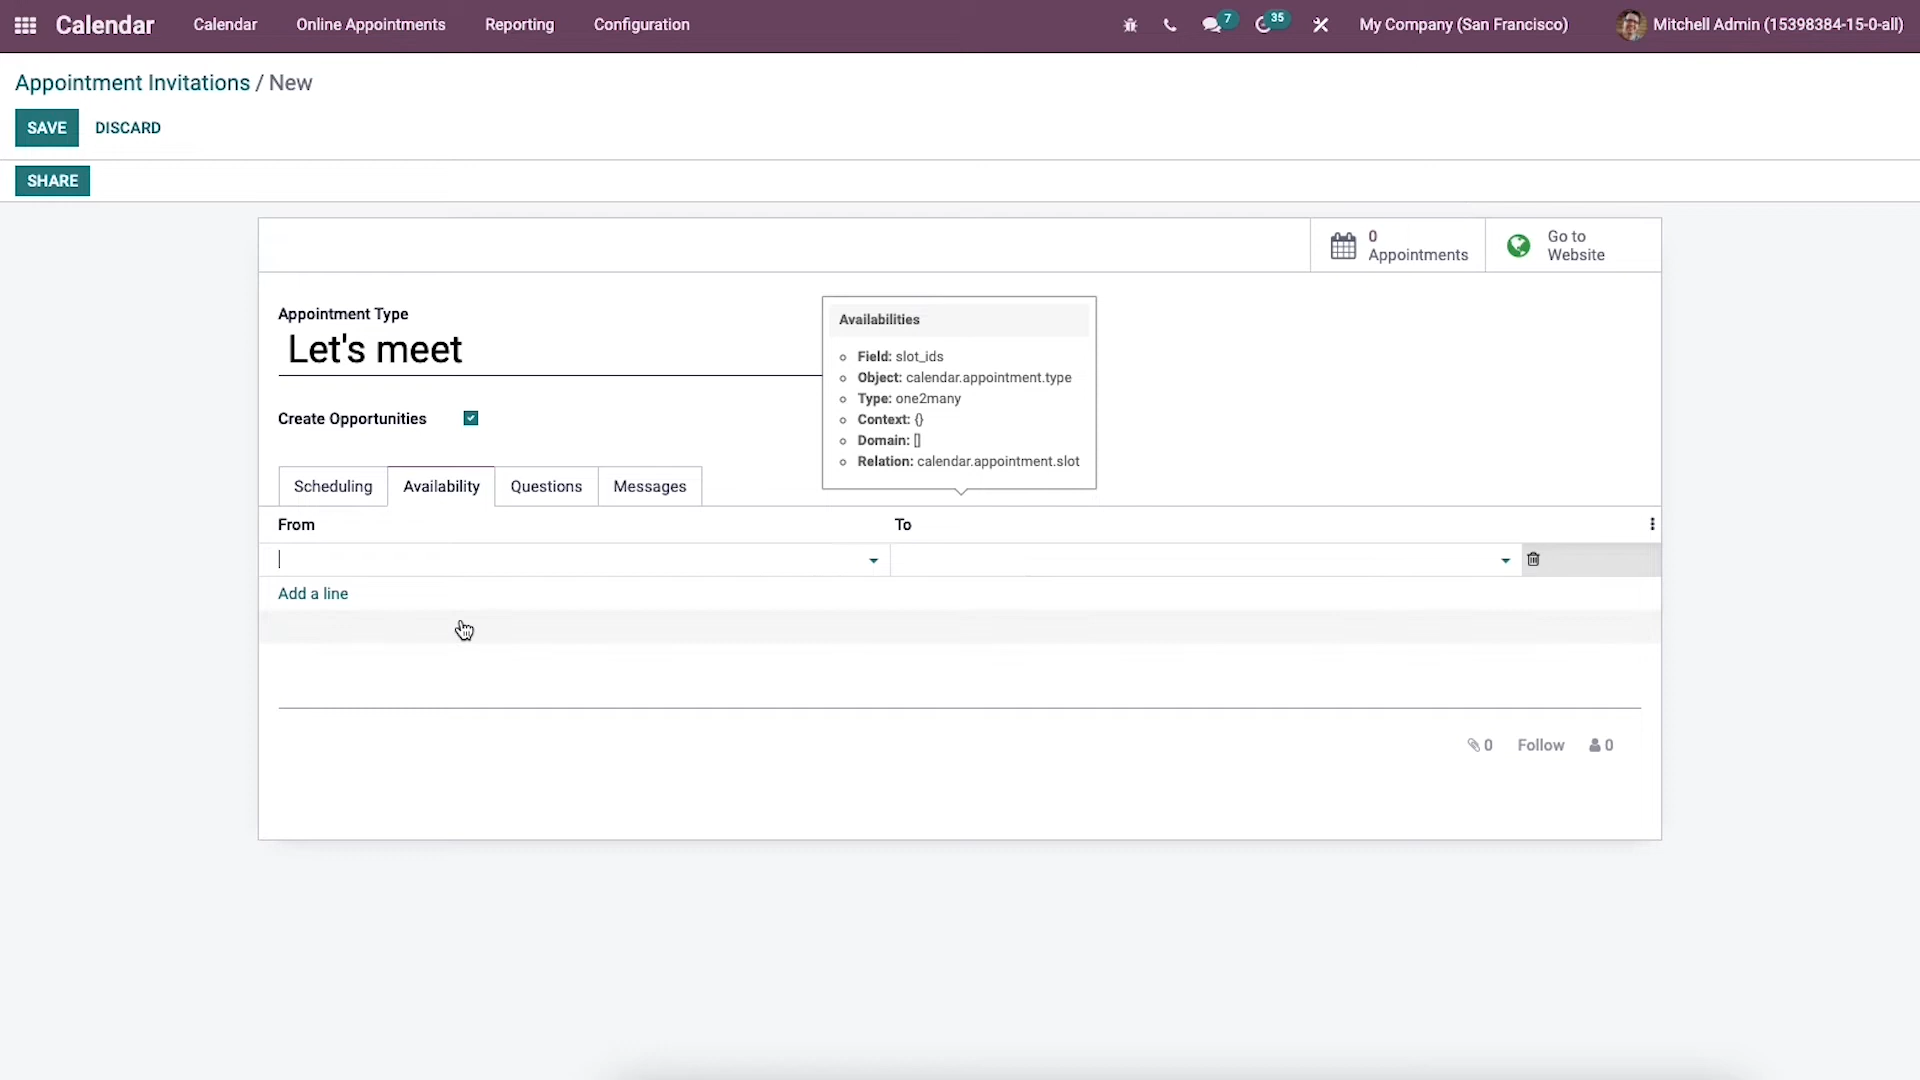 Calendar Calendar Online Appointments Reporting Configuration 7 35 My Company (San Francisco) Mitchell Admin (15398384-15-0-all)
Appointment Invitations / New
SAVE DISCARD
SHARE
0
Appointments
Go to
Website
Appointment Type
Let's meet
Create Opportunities
Availabilities
Field: slot_ids
Object: calendar.appointment.type
Type: one2many
Context: {}
Domain: []
Relation: calendar.appointment.slot
Scheduling Availability Questions Messages
From To
Add a line
0 Follow 0